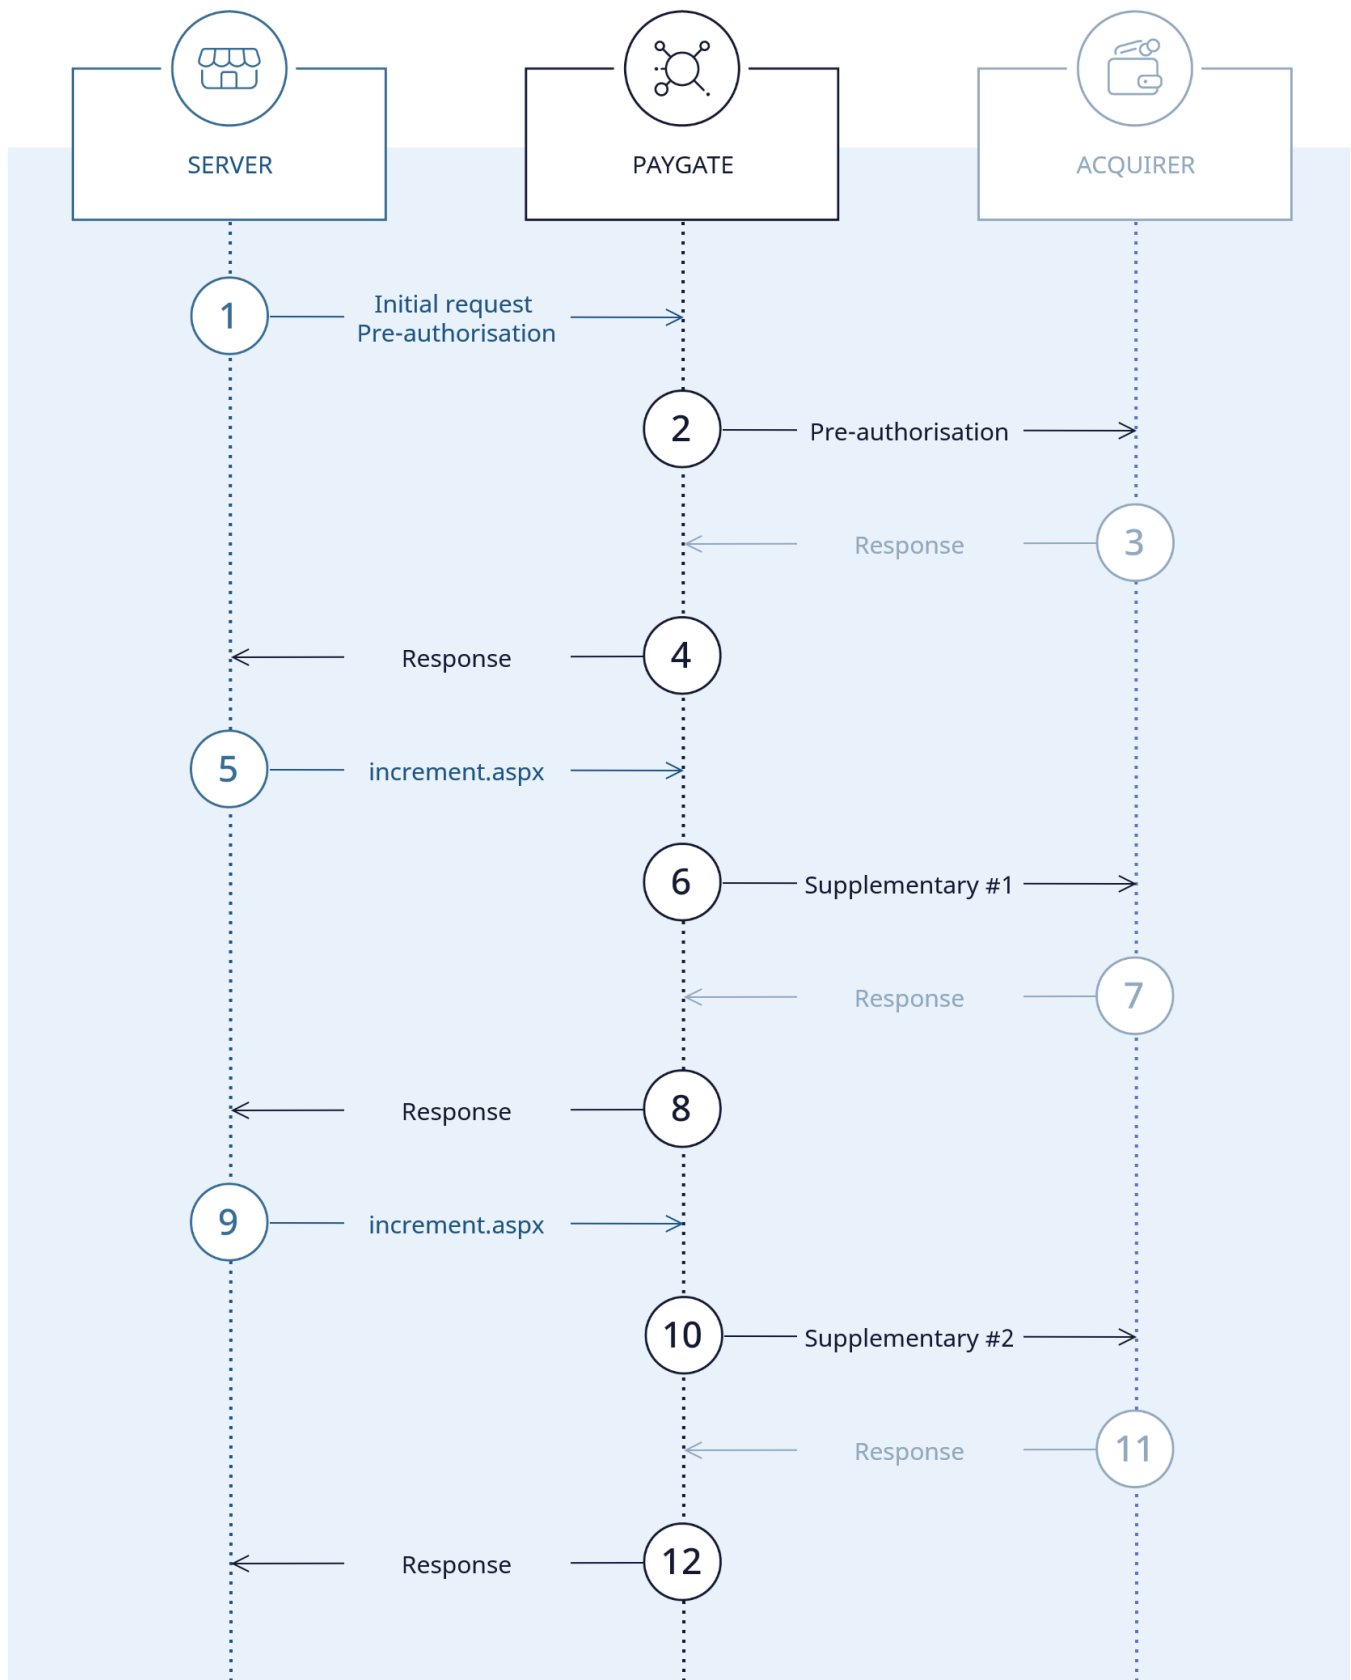 SERVER
PAYGATE
ACQUIRER
1
Initial request
Pre-authorisation
2
Pre-authorisation
Response
3
Response
4
5
increment.aspx
6
Supplementary #1
Response
7
Response
8
9
increment.aspx
10
Supplementary #2
Response
11
Response
12